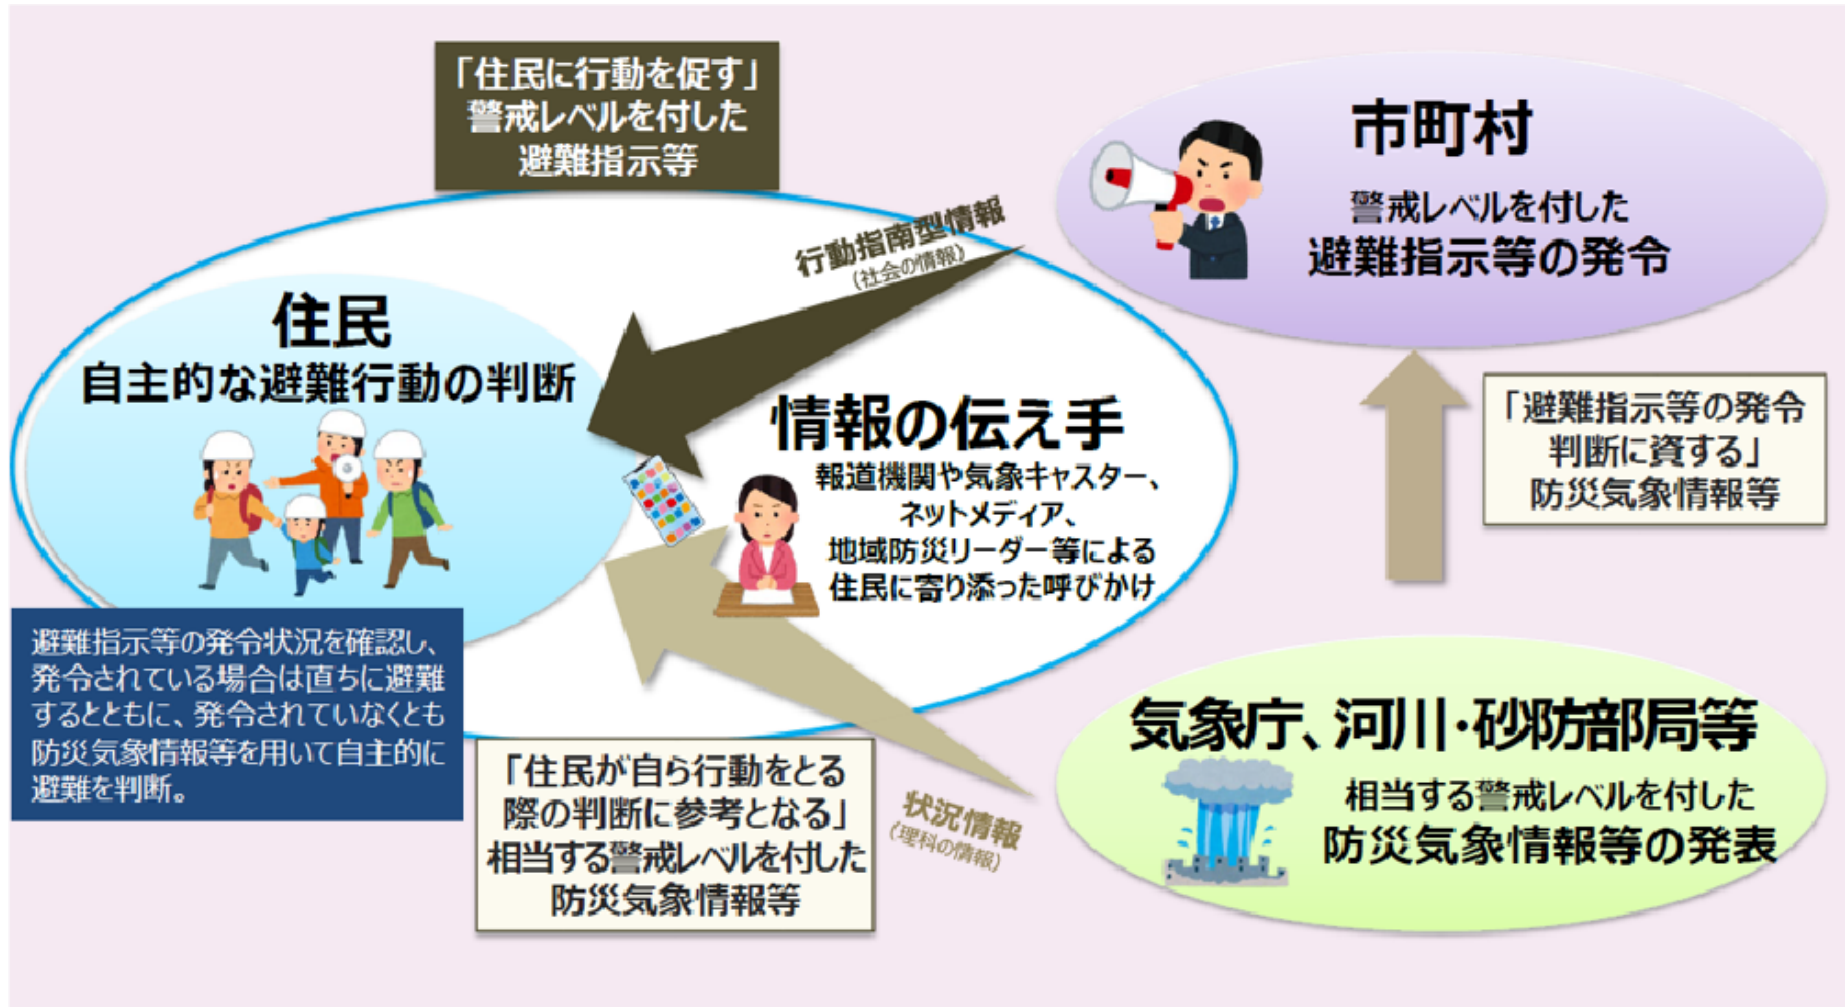 「住民に行動を促す」
警戒レベルを付した
避難指示等
市町村
警戒レベルを付した
避難指示等の発令
行動指南型情報
(社会の情報)
住民
自主的な避難行動の判断
情報の伝え手
報道機関や気象キャスター、
ネットメディア、
地域防災リーダー等による
住民に寄り添った呼びかけ
「避難指示等の発令
判断に資する」
防災気象情報等
避難指示等の発令状況を確認し、
発令されている場合は直ちに避難
するとともに、発令されていなくとも
防災気象情報等を用いて自主的に
避難を判断。
「住民が自ら行動をとる
際の判断に参考となる」
相当する警戒レベルを付した
防災気象情報等
状況情報
(理科の情報)
気象庁、河川・砂防部局等
相当する警戒レベルを付した
防災気象情報等の発表